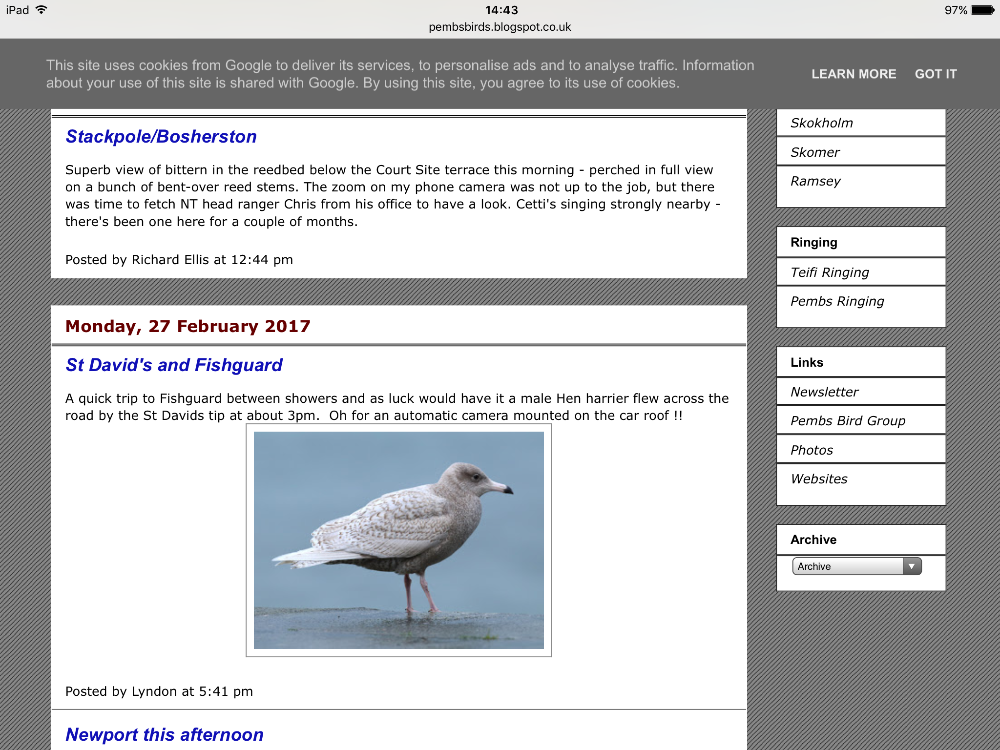 iPad
14:43
97%
pembsbirds.blogspot.co.uk
This site uses cookies from Google to deliver its services, to personalise ads and to analyse traffic. Information
about your use of this site is shared with Google. By using this site, you agree to its use of cookies.
LEARN MORE
GOT IT
Stackpole/Bosherston
Superb view of bittern in the reedbed below the Court Site terrace this morning - perched in full view
on a bunch of bent-over reed stems. The zoom on my phone camera was not up to the job, but there
was time to fetch NT head ranger Chris from his office to have a look. Cetti's singing strongly nearby -
there's been one here for a couple of months.
Posted by Richard Ellis at 12:44 pm
Monday, 27 February 2017
St David's and Fishguard
A quick trip to Fishguard between showers and as luck would have it a male Hen harrier flew across the
road by the St Davids tip at about 3pm.  Oh for an automatic camera mounted on the car roof !!
Posted by Lyndon at 5:41 pm
Newport this afternoon
Skokholm
Skomer
Ramsey
Ringing
Teifi Ringing
Pembs Ringing
Links
Newsletter
Pembs Bird Group
Photos
Websites
Archive
Archive